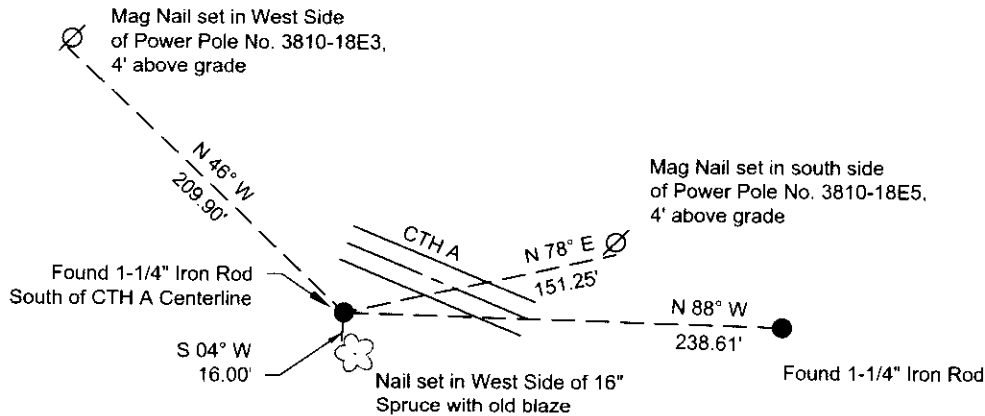 Mag Nail set in West Side
of Power Pole No. 3810-18E3,
4' above grade
N 46° W
209.90'
Mag Nail set in south side
of Power Pole No. 3810-18E5,
4' above grade
CTH A
N 78° E
151.25'
Found 1-1/4" Iron Rod
South of CTH A Centerline
N 88° W
238.61'
S 04° W
16.00'
Found 1-1/4" Iron Rod
Nail set in West Side of 16"
Spruce with old blaze